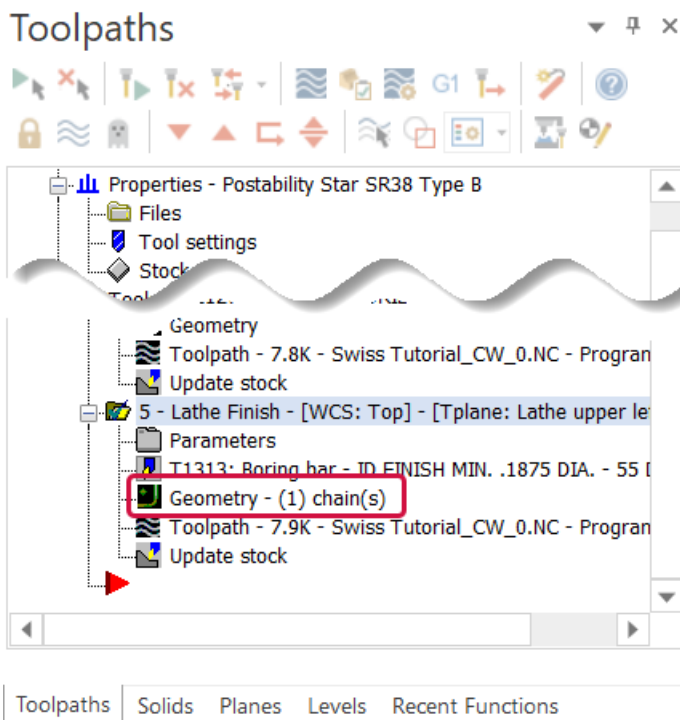 Toolpaths
G1
Properties - Postability Star SR38 Type B
Files
Tool settings
Stock
Geometry
Toolpath - 7.8K - Swiss Tutorial_CW_0.NC - Program
Update stock
5 - Lathe Finish - [WCS: Top] - [Tplane: Lathe upper le
Parameters
T1313: Boring bar - ID FINISH MIN. .1875 DIA. - 55 D
Geometry - (1) chain(s)
Toolpath - 7.9K - Swiss Tutorial_CW_0.NC - Program
Update stock
Toolpaths Solids Planes Levels Recent Functions